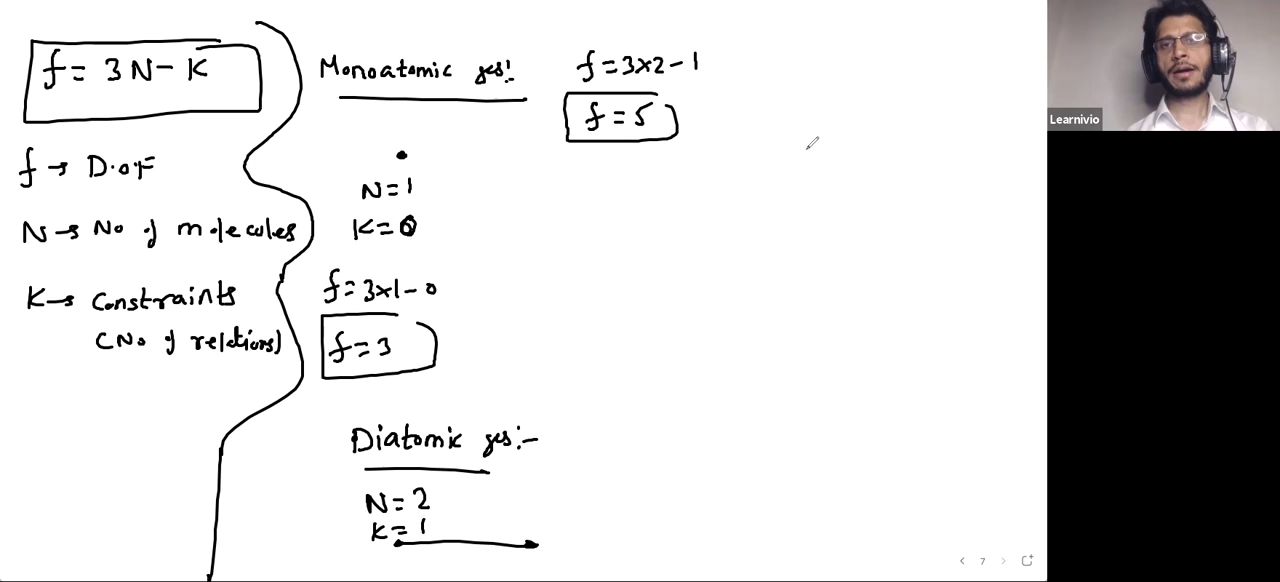 f = 3N - K
f → D.o.F
N → No of molecules
K → Constraints
(No of relations)
Monoatomic gas:
N = 1
K = 0
f = 3×1 - 0
f = 3
Diatomic gas:-
N = 2
K = 1
f = 3×2 - 1
f = 5
Learnivio
7